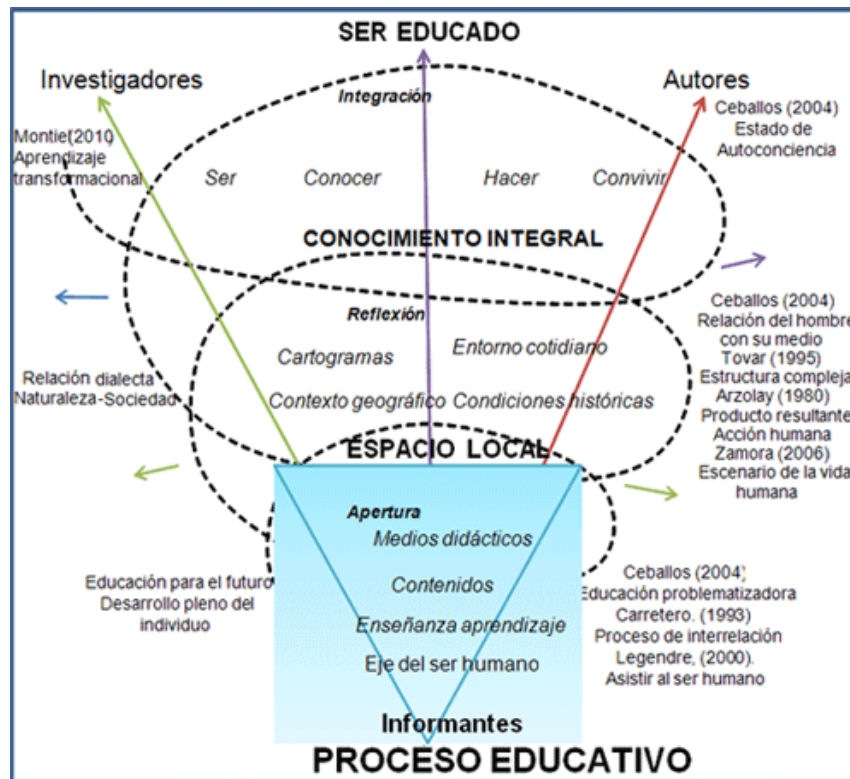 SER EDUCADO
Investigadores
Autores
Integración
Montiel(2010)
Aprendizaje
transformacional
Ceballos (2004)
Estado de
Autoconciencia
Ser Conocer Hacer Convivir
CONOCIMIENTO INTEGRAL
Reflexión
Cartogramas
Entorno cotidiano
Contexto geográfico
Condiciones históricas
Relación dialecta
Naturaleza-Sociedad
Ceballos (2004)
Relación del hombre
con su medio
Tovar (1995)
Estructura compleja
Arzolay (1980)
Producto resultante
Acción humana
Zamora (2006)
Escenario de la vida
humana
ESPACIO LOCAL
Apertura
Medios didácticos
Contenidos
Enseñanza aprendizaje
Eje del ser humano
Educación para el futuro
Desarrollo pleno del
individuo
Ceballos (2004)
Educación problematizadora
Carretero. (1993)
Proceso de interrelación
Legendre, (2000).
Asistir al ser humano
Informantes
PROCESO EDUCATIVO